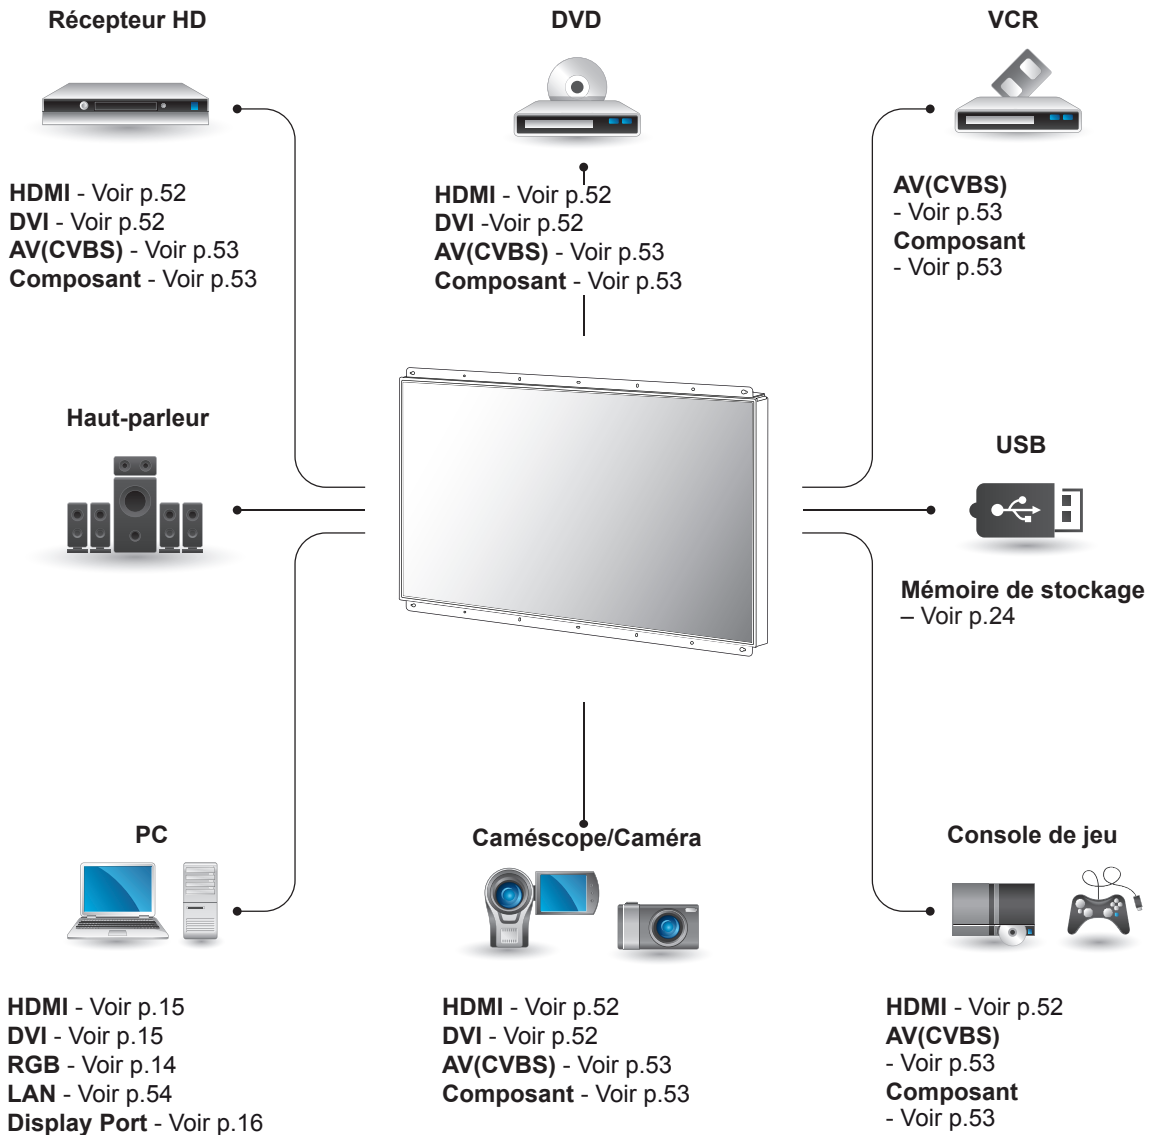 Récepteur HD
HDMI - Voir p.52
DVI - Voir p.52
AV(CVBS) - Voir p.53
Composant - Voir p.53
DVD
HDMI - Voir p.52
DVI -Voir p.52
AV(CVBS) - Voir p.53
Composant - Voir p.53
VCR
AV(CVBS)
- Voir p.53
Composant
- Voir p.53
Haut-parleur
USB
Mémoire de stockage
– Voir p.24
PC
HDMI - Voir p.15
DVI - Voir p.15
RGB - Voir p.14
LAN - Voir p.54
Display Port - Voir p.16
Caméscope/Caméra
HDMI - Voir p.52
DVI - Voir p.52
AV(CVBS) - Voir p.53
Composant - Voir p.53
Console de jeu
HDMI - Voir p.52
AV(CVBS)
- Voir p.53
Composant
- Voir p.53